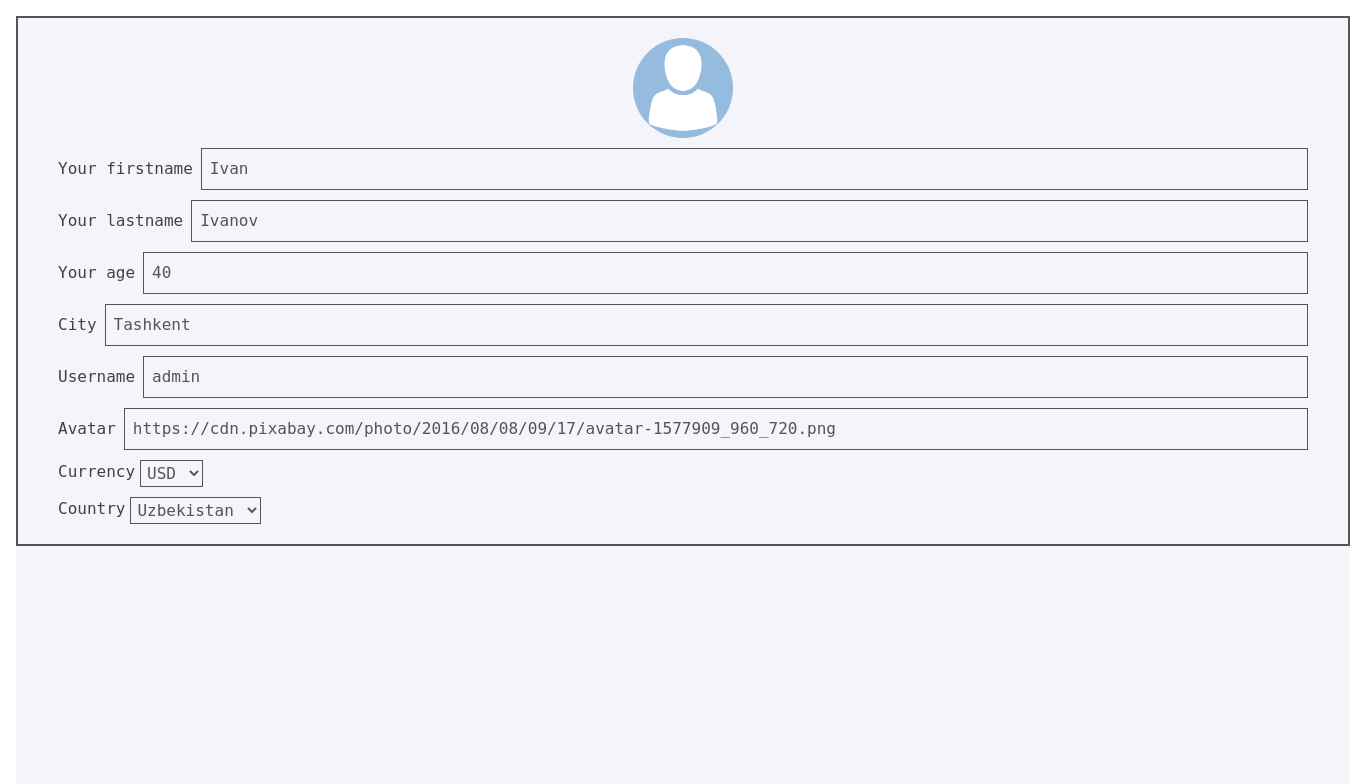 Your firstname Ivan
Your lastname Ivanov
Your age 40
City Tashkent
Username admin
Avatar https://cdn.pixabay.com/photo/2016/08/08/09/17/avatar-1577909_960_720.png
Currency USD
Country Uzbekistan